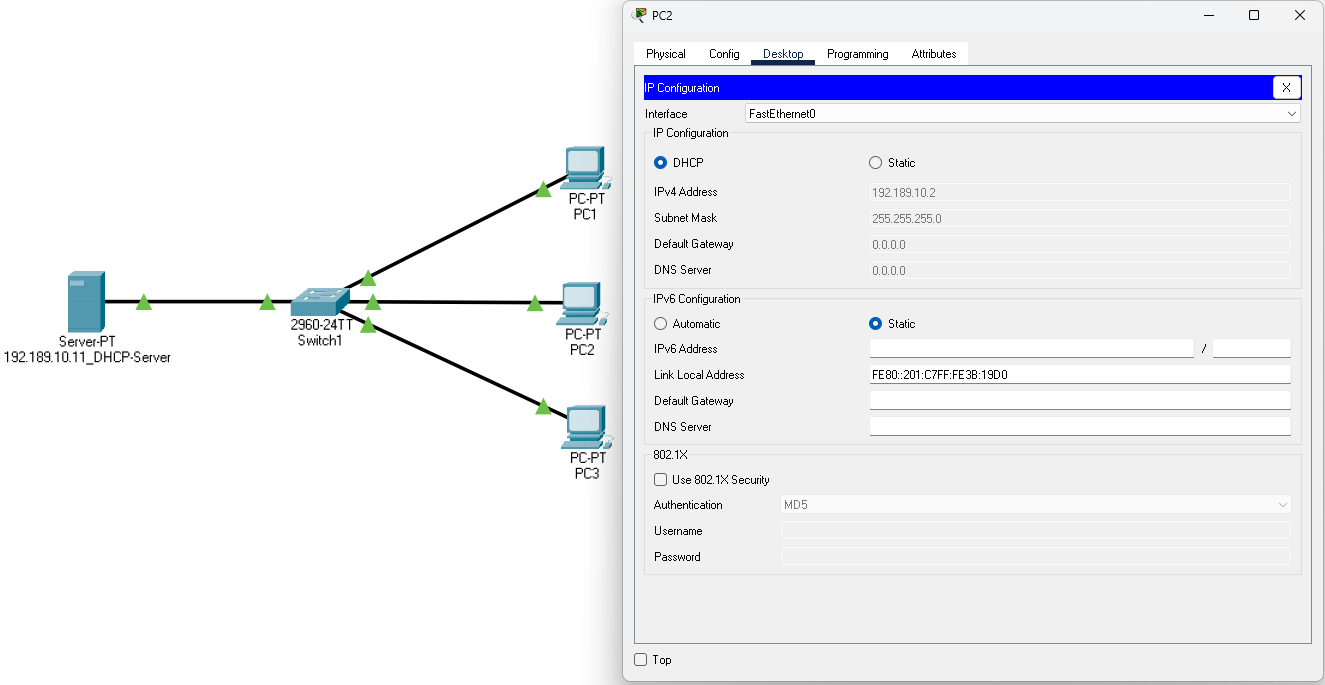 PC-PT
PC1
Server-PT
192.189.10.11_DHCP-Server
2960-24TT
Switch1
PC-PT
PC2
PC-PT
PC3
PC2
Physical Config Desktop Programming Attributes
IP Configuration X
Interface FastEthernet0
IP Configuration
DHCP Static
IPv4 Address 192.189.10.2
Subnet Mask 255.255.255.0
Default Gateway 0.0.0.0
DNS Server 0.0.0.0
IPv6 Configuration
Automatic Static
IPv6 Address /
Link Local Address FE80::201:C7FF:FE3B:19D0
Default Gateway
DNS Server
802.1X
Use 802.1X Security
Authentication MD5
Username
Password
Top